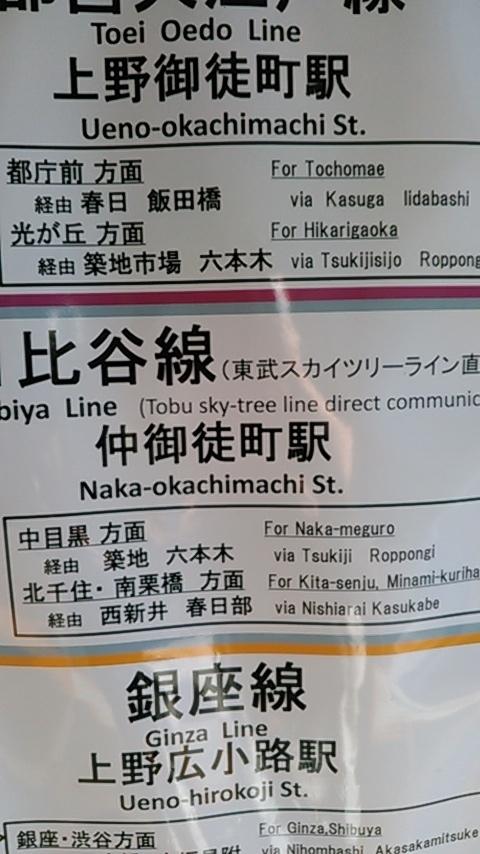 Toei Oedo Line
上野御徒町駅
Ueno-okachimachi St.
都庁前 方面 For Tochomae
経由 春日 飯田橋 via Kasuga Iidabashi
光が丘 方面 For Hikarigaoka
経由 築地市場 六本木 via Tsukijisijo Roppong
比谷線(東武スカイツリーライン直
biya Line (Tobu sky-tree line direct communic
仲御徒町駅
Naka-okachimachi St.
中目黒 方面 For Naka-meguro
経由 築地 六本木 via Tsukiji Roppongi
北千住・南栗橋 方面 For Kita-senju, Minami-kuriha
経由 西新井 春日部 via Nishiarai Kasukabe
銀座線
Ginza Line
上野広小路駅
Ueno-hirokoji St.
銀座・渋谷方面 For Ginza,Shibuya
via Nihombashi Akasakamitsuke